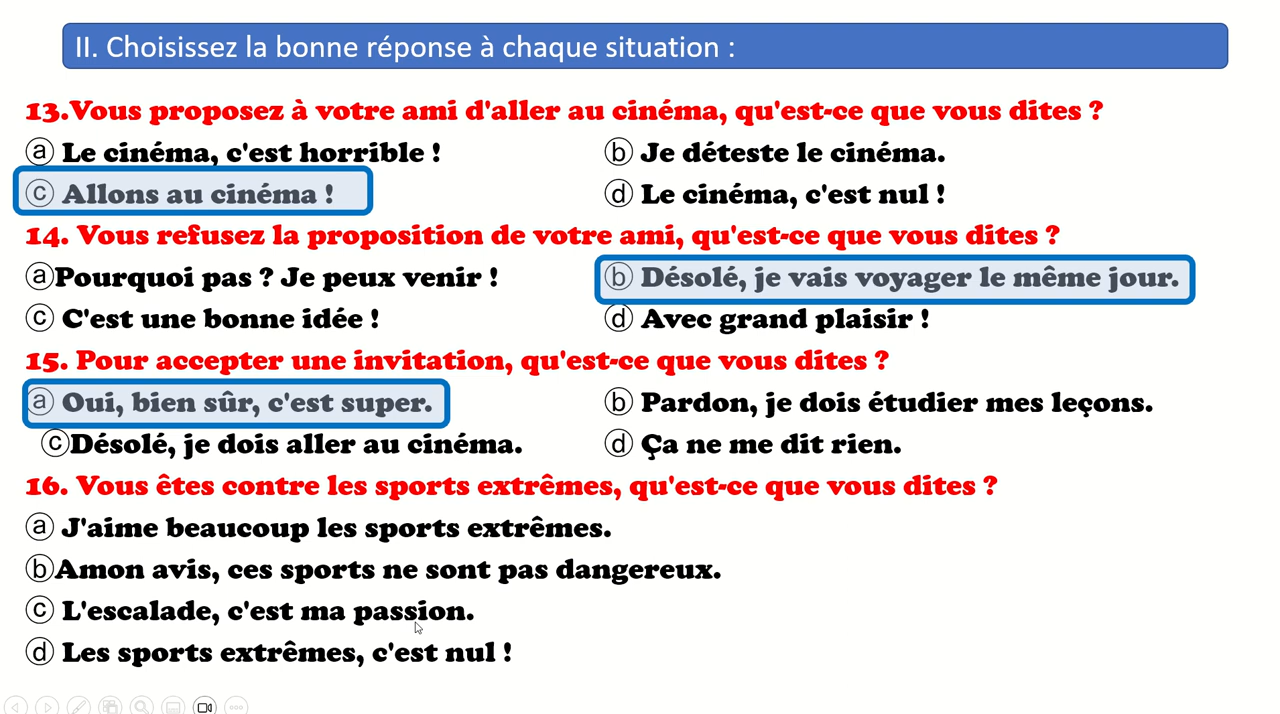 II. Choisissez la bonne réponse à chaque situation :
13.Vous proposez à votre ami d'aller au cinéma, qu'est-ce que vous dites ?
ⓐ Le cinéma, c'est horrible ! ⓑ Je déteste le cinéma.
ⓒ Allons au cinéma ! ⓓ Le cinéma, c'est nul !
14. Vous refusez la proposition de votre ami, qu'est-ce que vous dites ?
ⓐPourquoi pas ? Je peux venir ! ⓑ Désolé, je vais voyager le même jour.
ⓒ C'est une bonne idée ! ⓓ Avec grand plaisir !
15. Pour accepter une invitation, qu'est-ce que vous dites ?
ⓐ Oui, bien sûr, c'est super. ⓑ Pardon, je dois étudier mes leçons.
ⓒDésolé, je dois aller au cinéma. ⓓ Ça ne me dit rien.
16. Vous êtes contre les sports extrêmes, qu'est-ce que vous dites ?
ⓐ J'aime beaucoup les sports extrêmes.
ⓑAmon avis, ces sports ne sont pas dangereux.
ⓒ L'escalade, c'est ma passion.
ⓓ Les sports extrêmes, c'est nul !